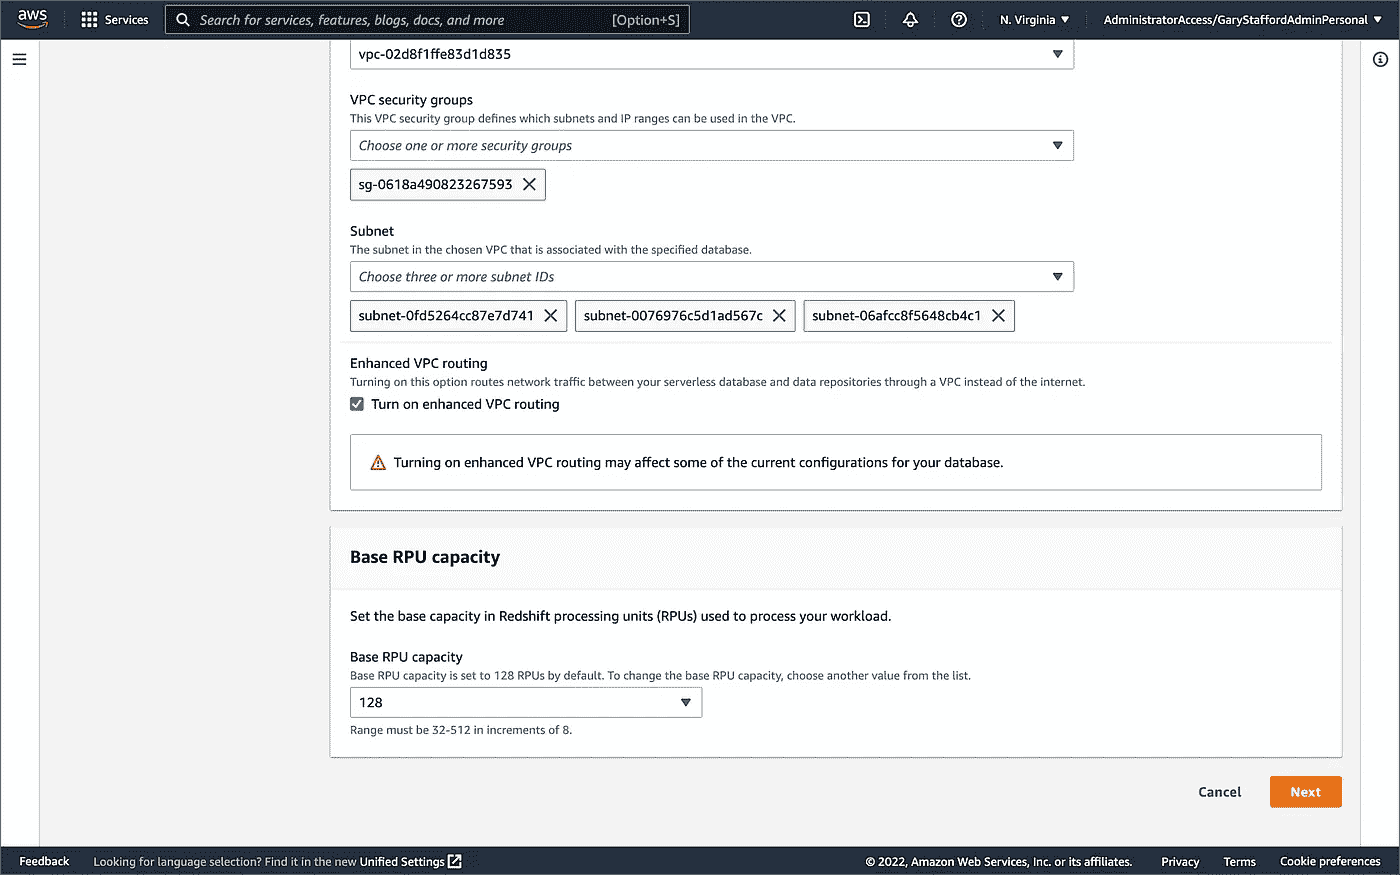 aws
Services
Search for services, features, blogs, docs, and more
[Option+S]
N. Virginia
AdministratorAccess/GaryStaffordAdminPersonal
vpc-02d8f1ffe83d1d835
VPC security groups
This VPC security group defines which subnets and IP ranges can be used in the VPC.
Choose one or more security groups
sg-0618a490823267593
Subnet
The subnet in the chosen VPC that is associated with the specified database.
Choose three or more subnet IDs
subnet-0fd5264cc87e7d741
subnet-0076976c5d1ad567c
subnet-06afcc8f5648cb4c1
Enhanced VPC routing
Turning on this option routes network traffic between your serverless database and data repositories through a VPC instead of the internet.
Turn on enhanced VPC routing
Turning on enhanced VPC routing may affect some of the current configurations for your database.
Base RPU capacity
Set the base capacity in Redshift processing units (RPUs) used to process your workload.
Base RPU capacity
Base RPU capacity is set to 128 RPUs by default. To change the base RPU capacity, choose another value from the list.
128
Range must be 32-512 in increments of 8.
Cancel
Next
Feedback
Looking for language selection? Find it in the new Unified Settings
© 2022, Amazon Web Services, Inc. or its affiliates.
Privacy
Terms
Cookie preferences